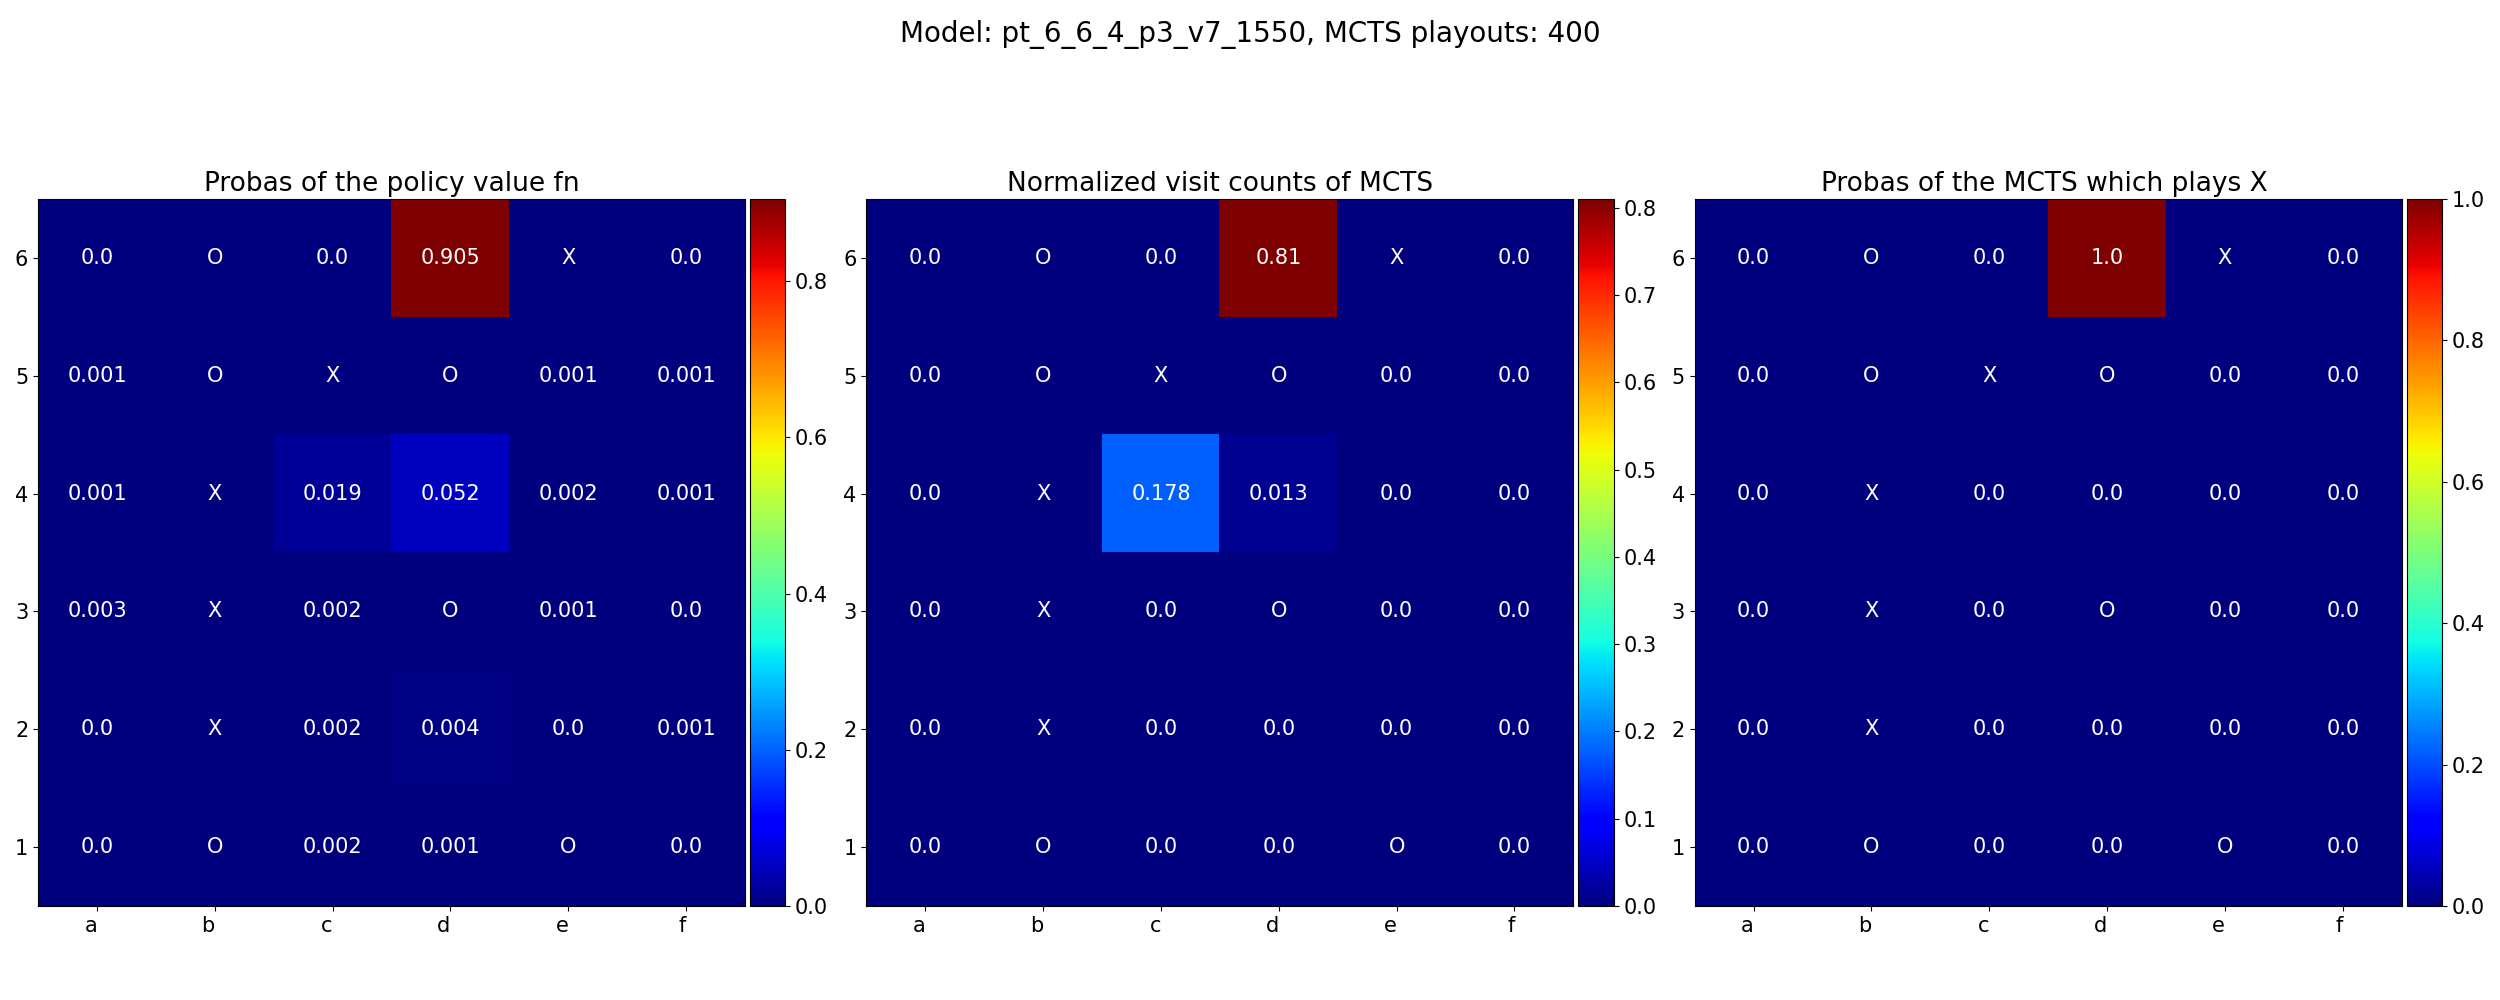 Model: pt_6_6_4_p3_v7_1550, MCTS playouts: 400
Probas of the policy value fn
6 0.0 O 0.0 0.905 X 0.0
5 0.001 O X O 0.001 0.001
4 0.001 X 0.019 0.052 0.002 0.001
3 0.003 X 0.002 O 0.001 0.0
2 0.0 X 0.002 0.004 0.0 0.001
1 0.0 O 0.002 0.001 O 0.0
a b c d e f
0.8
0.6
0.4
0.2
0.0
Normalized visit counts of MCTS
6 0.0 O 0.0 0.81 X 0.0
5 0.0 O X O 0.0 0.0
4 0.0 X 0.178 0.013 0.0 0.0
3 0.0 X 0.0 O 0.0 0.0
2 0.0 X 0.0 0.0 0.0 0.0
1 0.0 O 0.0 0.0 O 0.0
a b c d e f
0.8
0.7
0.6
0.5
0.4
0.3
0.2
0.1
0.0
Probas of the MCTS which plays X
6 0.0 O 0.0 1.0 X 0.0
5 0.0 O X O 0.0 0.0
4 0.0 X 0.0 0.0 0.0 0.0
3 0.0 X 0.0 O 0.0 0.0
2 0.0 X 0.0 0.0 0.0 0.0
1 0.0 O 0.0 0.0 O 0.0
a b c d e f
1.0
0.8
0.6
0.4
0.2
0.0